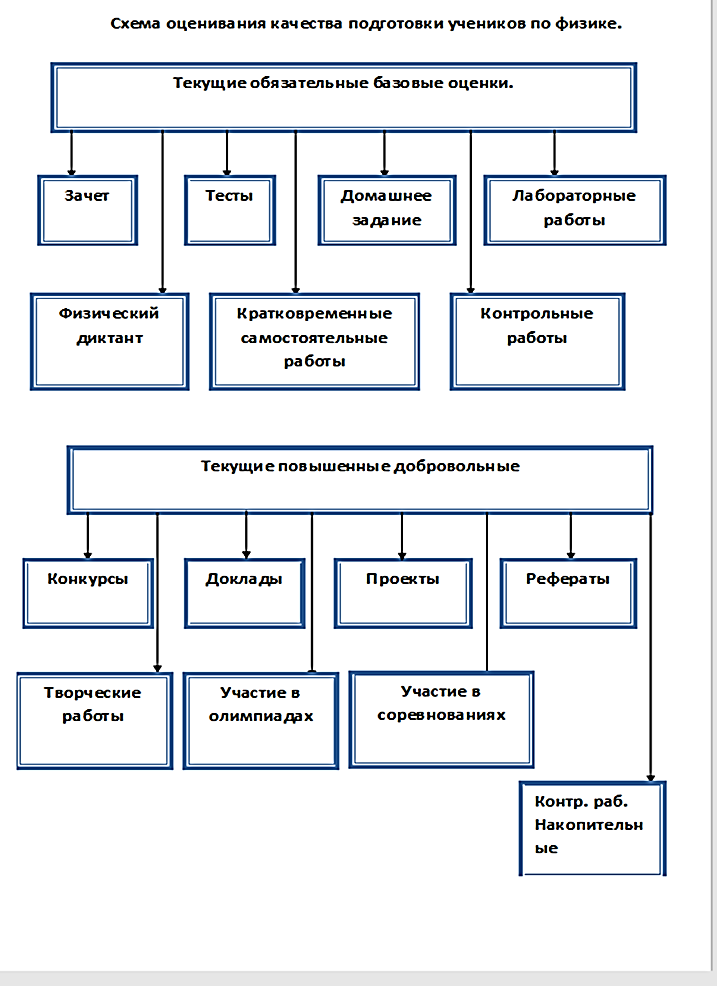 Схема оценивания качества подготовки учеников по физике.
Текущие обязательные базовые оценки.
Зачет
Тесты
Домашнее
задание
Лабораторные
работы
Физический
диктант
Кратковременные
самостоятельные
работы
Контрольные
работы
Текущие повышенные добровольные
Конкурсы
Доклады
Проекты
Рефераты
Творческие
работы
Участие в
олимпиадах
Участие в
соревнованиях
Контр. раб.
Накопительн
ые